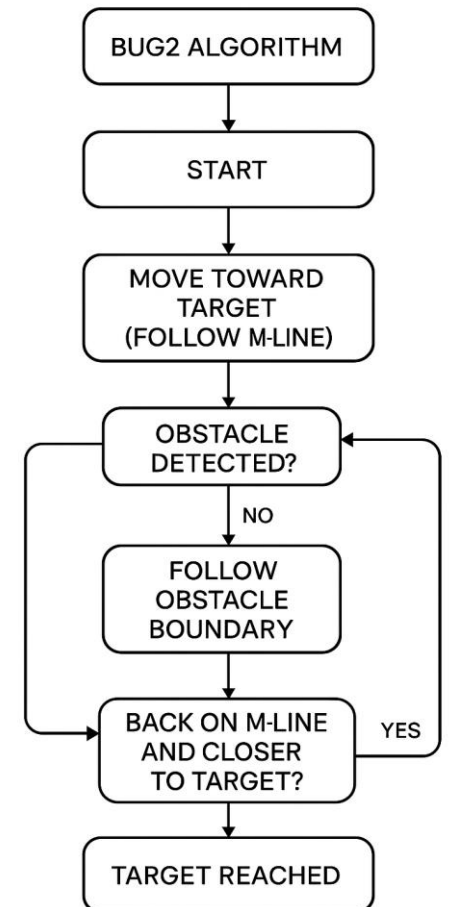 BUG2 ALGORITHM
START
MOVE TOWARD
TARGET
(FOLLOW M-LINE)
OBSTACLE
DETECTED?
NO
FOLLOW
OBSTACLE
BOUNDARY
BACK ON M-LINE
AND CLOSER
TO TARGET?
YES
TARGET REACHED